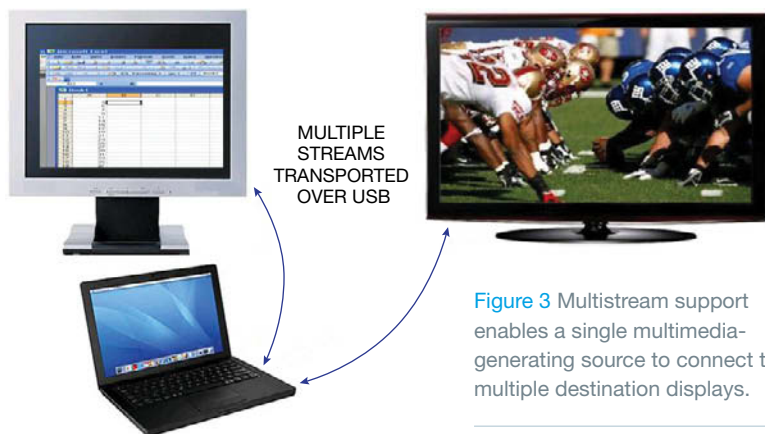 MULTIPLE
STREAMS
TRANSPORTED
OVER USB
Figure 3 Multistream support
enables a single multimedia-
generating source to connect t
multiple destination displays.